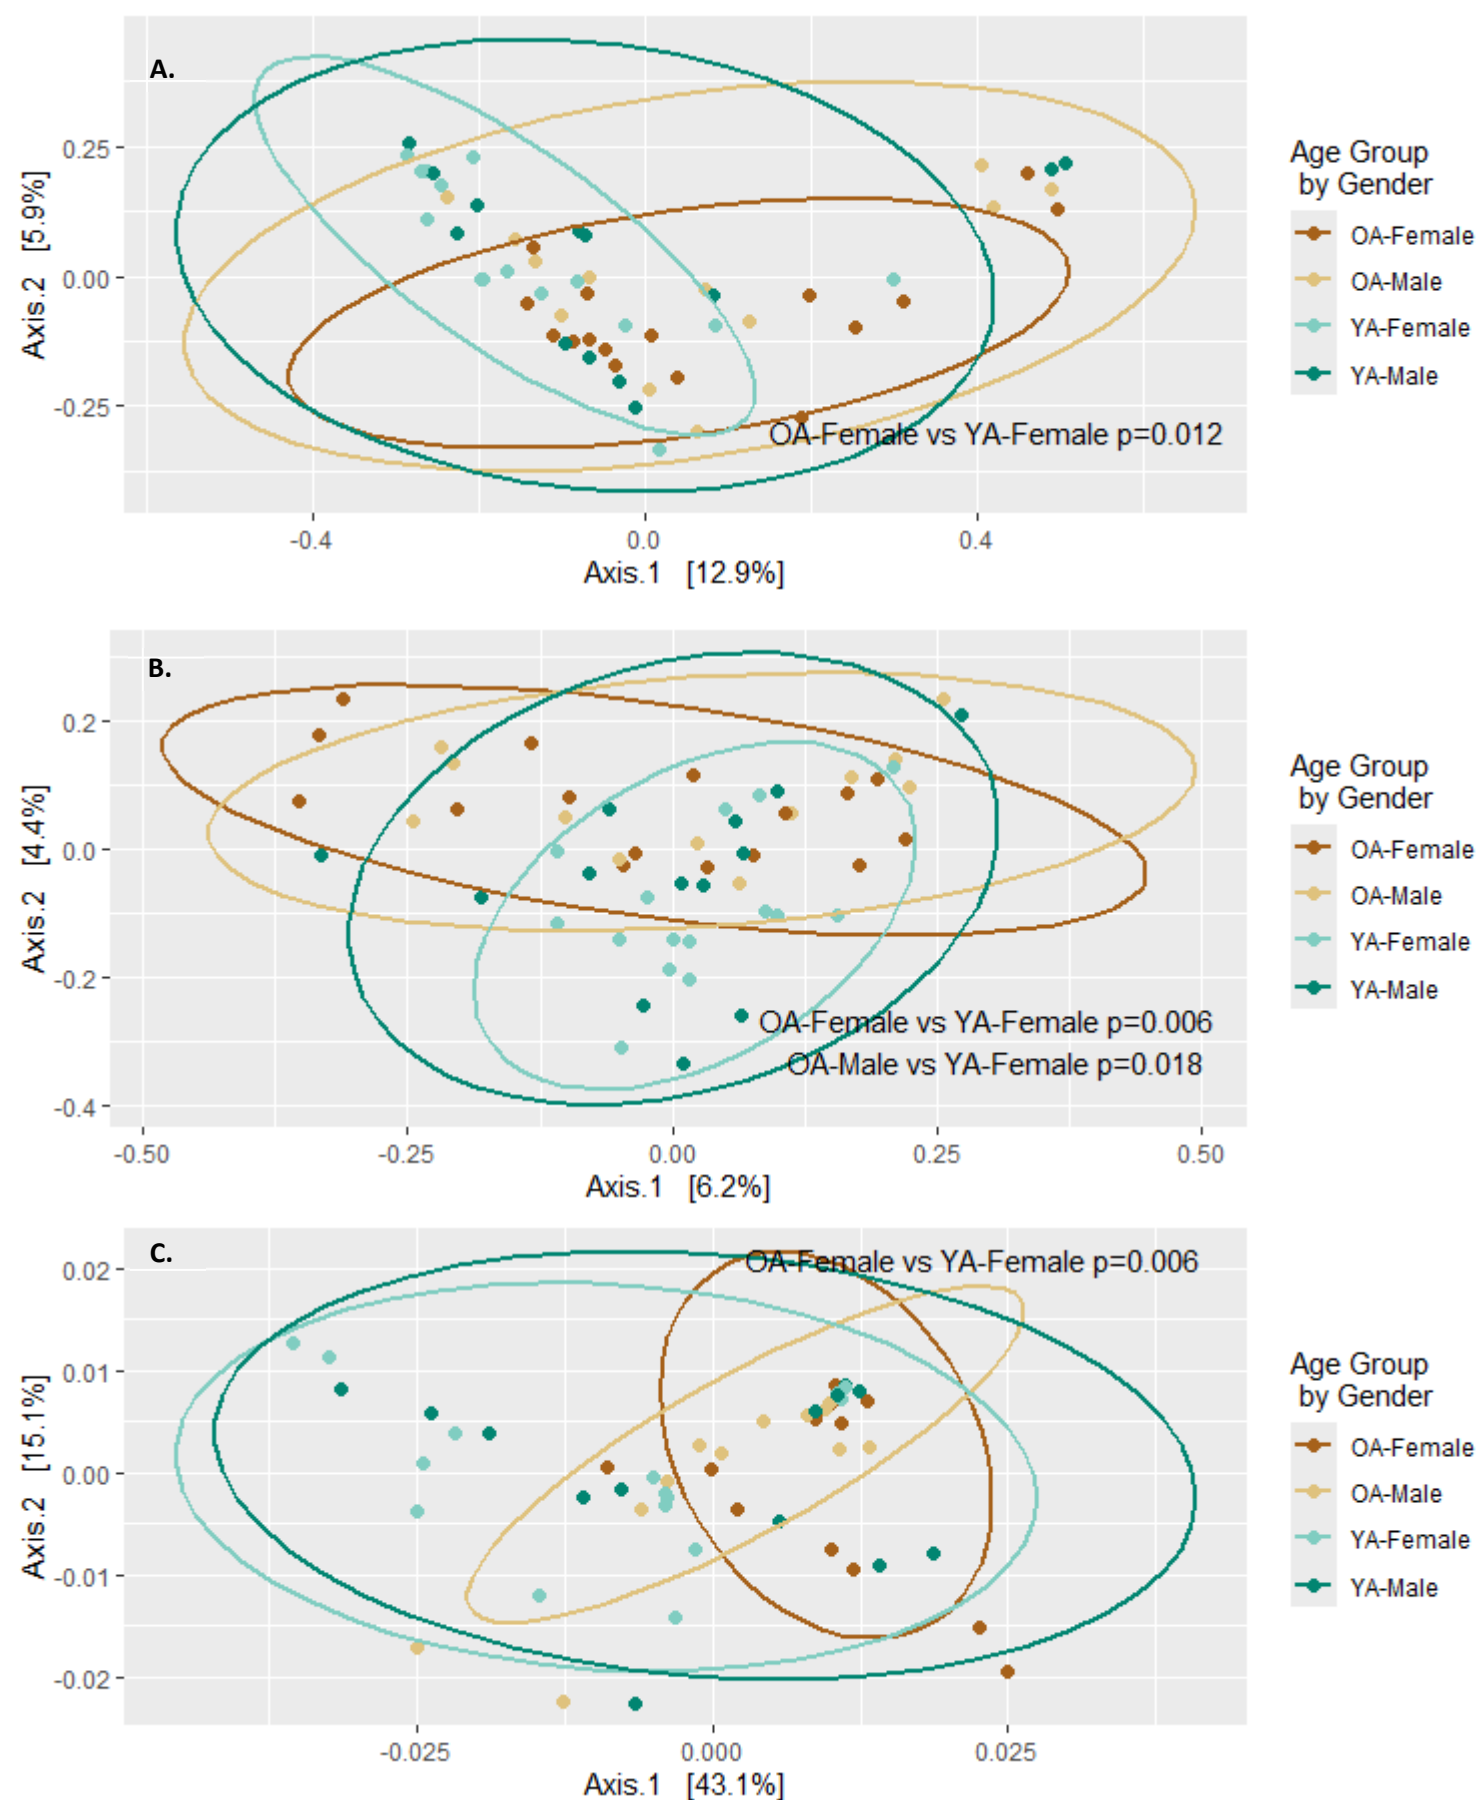 A.
0.25
0.00
-0.25
Axis.2 [5.9%]
-0.4
0.0
0.4
Axis.1 [12.9%]
OA-Female vs YA-Female p=0.012
Age Group
by Gender
OA-Female
OA-Male
YA-Female
YA-Male
B.
0.2
0.0
-0.2
-0.4
Axis.2 [4.4%]
-0.50
-0.25
0.00
0.25
0.50
Axis.1 [6.2%]
OA-Female vs YA-Female p=0.006
OA-Male vs YA-Female p=0.018
Age Group
by Gender
OA-Female
OA-Male
YA-Female
YA-Male
C.
OA-Female vs YA-Female p=0.006
0.02
0.01
0.00
-0.01
-0.02
Axis.2 [15.1%]
-0.025
0.000
0.025
Axis.1 [43.1%]
Age Group
by Gender
OA-Female
OA-Male
YA-Female
YA-Male